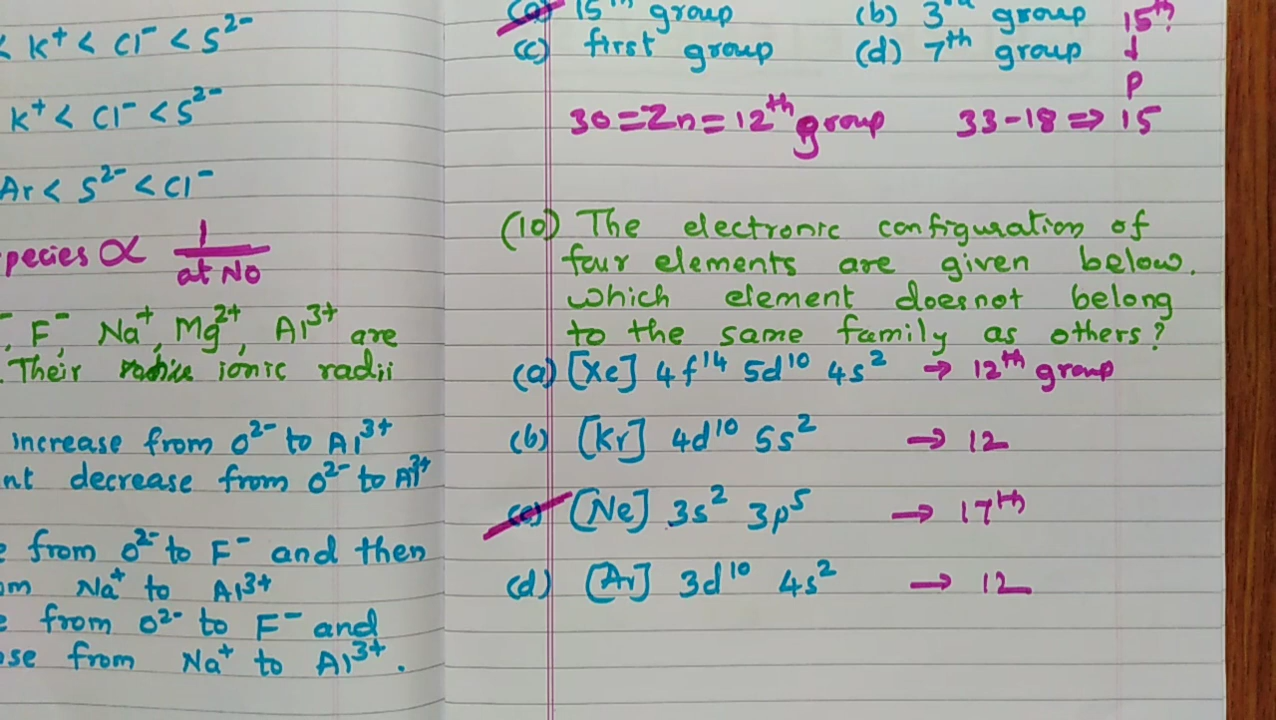 < K⁺ < Cl⁻ < S²⁻
K⁺ < Cl⁻ < S²⁻
Ar < S²⁻ < Cl⁻
pecies ∝ 1/at No
, F⁻, Na⁺, Mg²⁺, Al³⁺ are
. Their ionic radii
increase from O²⁻ to Al³⁺
nt decrease from O²⁻ to Al³⁺
e from O²⁻ to F⁻ and then
om Na⁺ to Al³⁺
e from O²⁻ to F⁻ and
ose from Na⁺ to Al³⁺.
(a) 15th group (b) 3rd group 15th?
(c) first group (d) 7th group ↓
p
30=Zn=12th group 33-18 ⇒ 15
(10) The electronic configuration of
four elements are given below.
which element doesnot belong
to the same family as others?
(a) [Xe] 4f¹⁴ 5d¹⁰ 4s² → 12th group
(b) [Kr] 4d¹⁰ 5s² → 12
(c) [Ne] 3s² 3p⁵ → 17th
(d) [Ar] 3d¹⁰ 4s² → 12